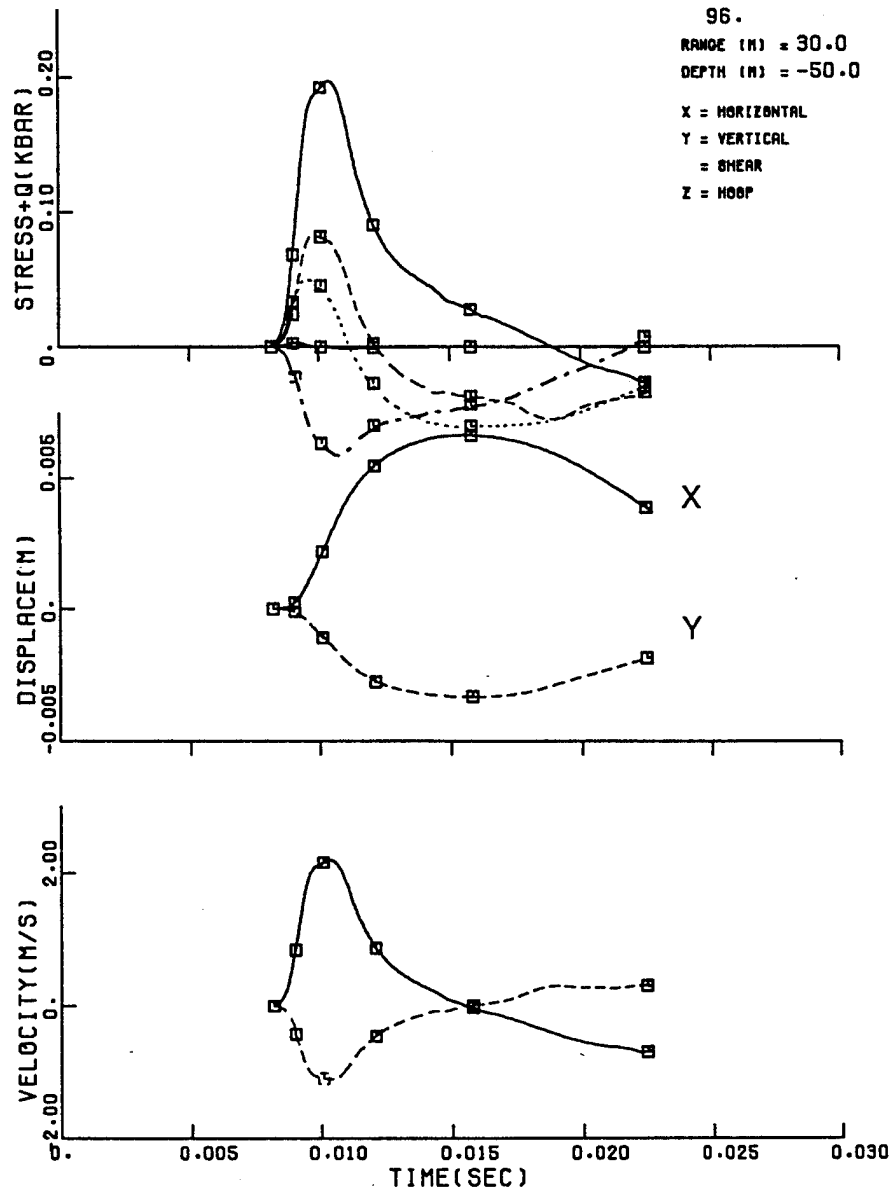 96.
RANGE (M) = 30.0
DEPTH (M) = -50.0
X = HORIZONTAL
Y = VERTICAL
= SHEAR
Z = HOOP
STRESS+Q(KBAR)
0.20
0.10
0.
DISPLACE(M)
0.005
0.
-0.005
X
Y
VELOCITY(M/S)
2.00
0.
-2.00
0. 0.005 0.010 0.015 0.020 0.025 0.030
TIME(SEC)